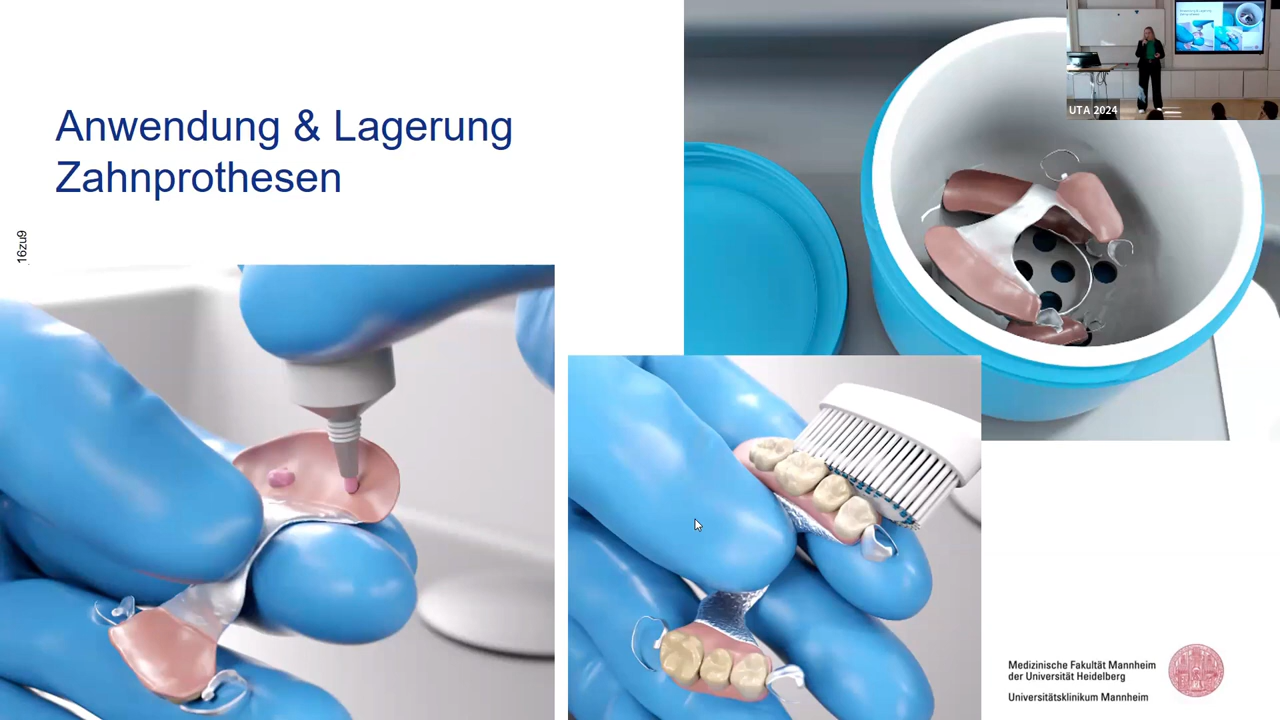 Anwendung & Lagerung
Zahnprothesen
16zu9
UTA 2024
Medizinische Fakultät Mannheim
der Universität Heidelberg
Universitätsklinikum Mannheim